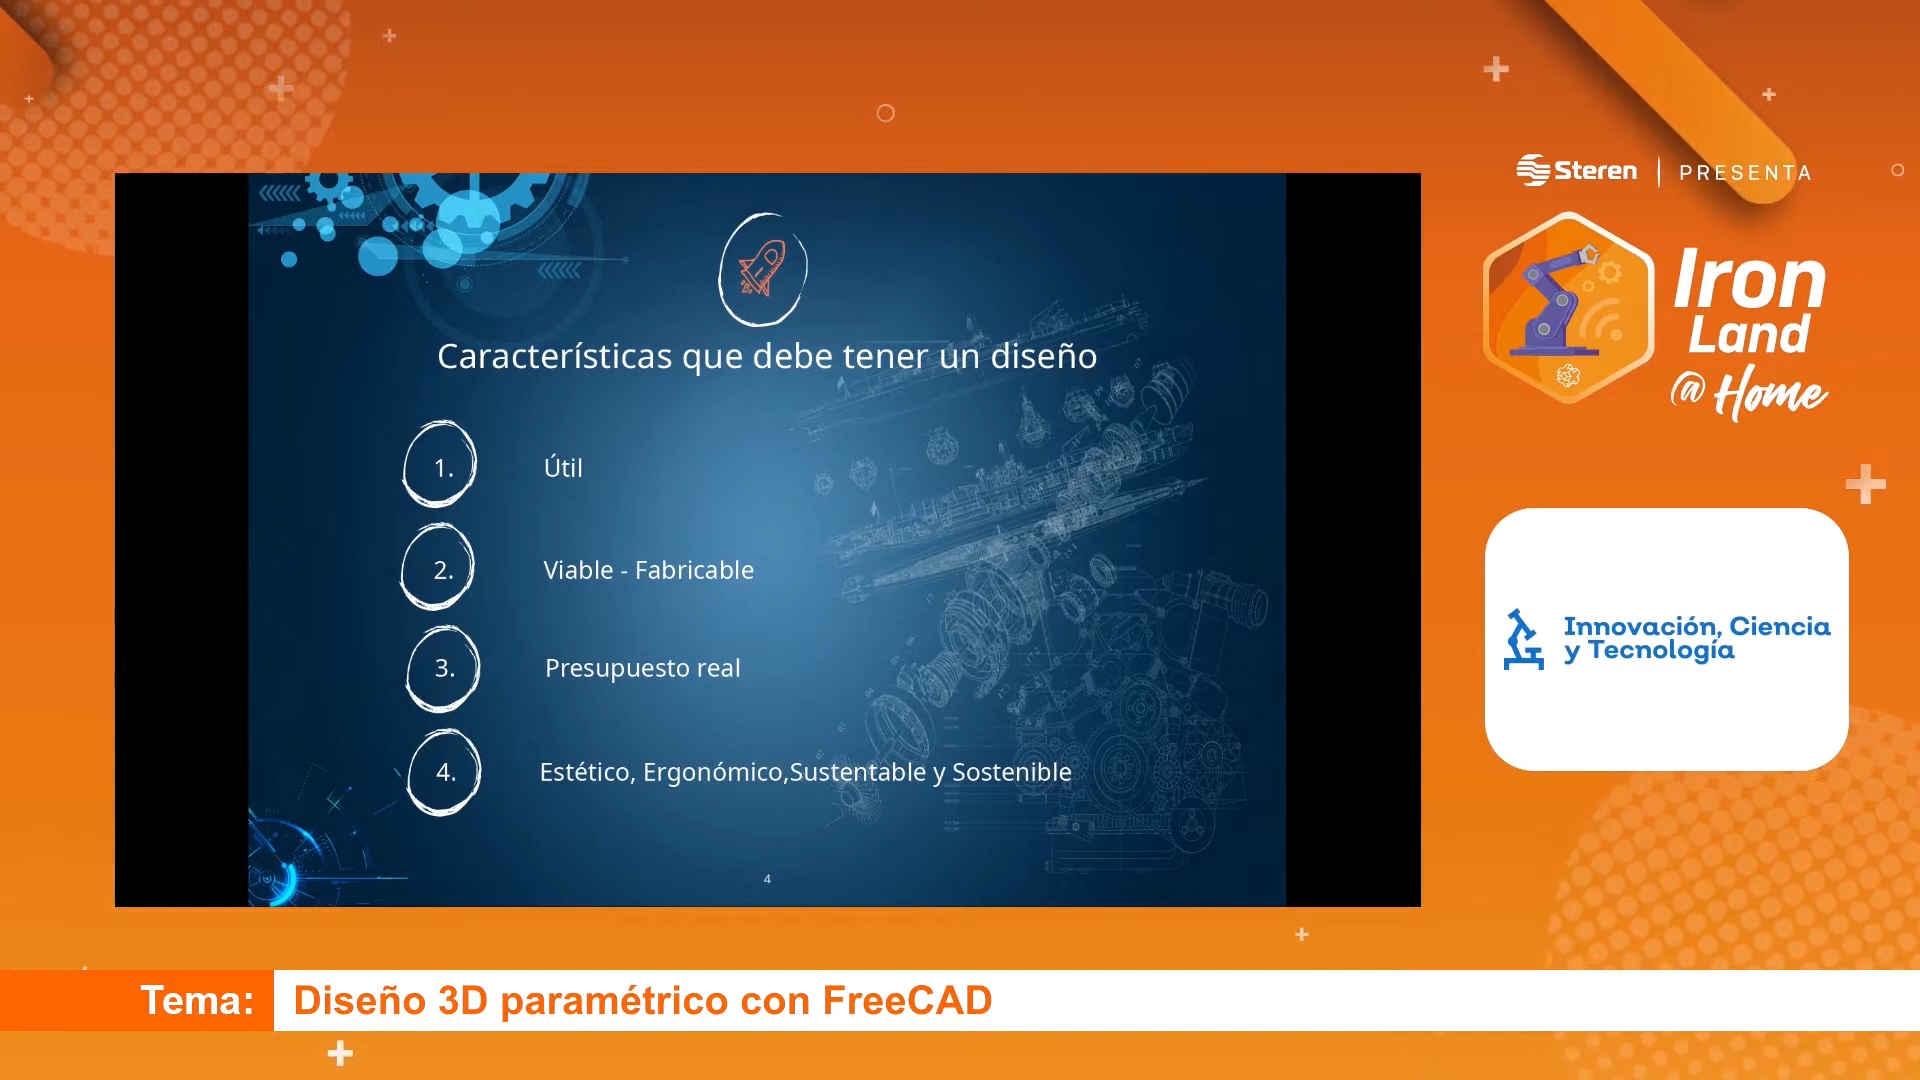 Steren | PRESENTA
Iron
Land
@ Home
Características que debe tener un diseño
1. Útil
2. Viable - Fabricable
3. Presupuesto real
4. Estético, Ergonómico,Sustentable y Sostenible
4
Innovación, Ciencia
y Tecnología
Tema: Diseño 3D paramétrico con FreeCAD